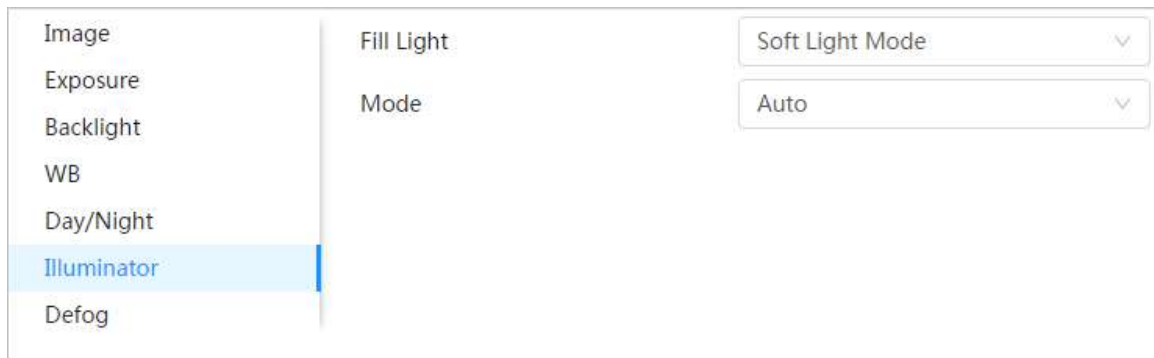 Image
Exposure
Backlight
WB
Day/Night
Illuminator
Defog
Fill Light
Soft Light Mode
Mode
Auto